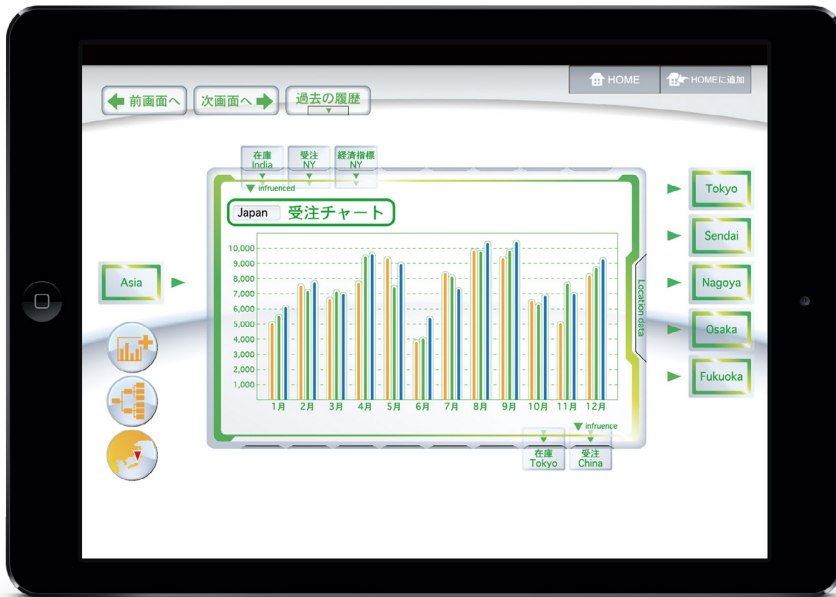 HOME
HOMEに追加
前画面へ
次画面へ
過去の履歴
在庫
India
受注
NY
経済指標
NY
infruenced
Japan
受注チャート
10,000
9,000
8,000
7,000
6,000
5,000
4,000
3,000
2,000
1,000
1月
2月
3月
4月
5月
6月
7月
8月
9月
10月
11月
12月
Location data
Asia
Tokyo
Sendai
Nagoya
Osaka
Fukuoka
infruence
在庫
Tokyo
受注
China